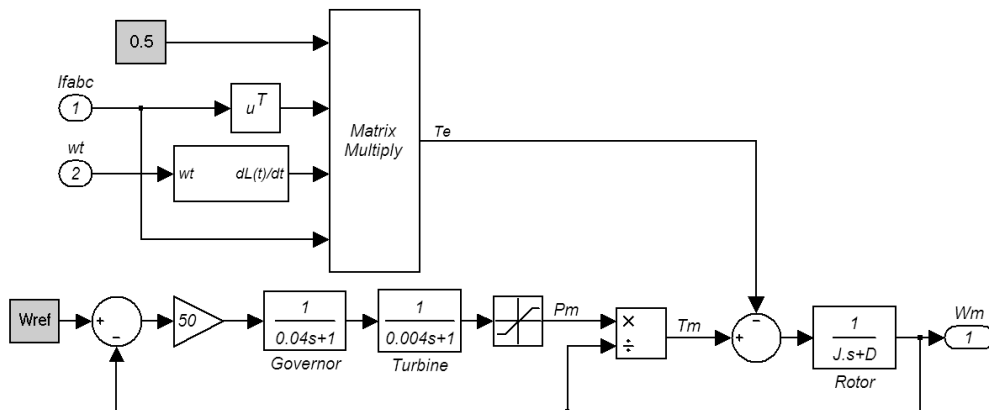 0.5
Ifabc
1
u^T
wt
2
wt dL(t)/dt
Matrix
Multiply
Te
Wref
+
−
50
1
0.04s+1
Governor
1
0.004s+1
Turbine
Pm
×
÷
Tm
−
+
1
J.s+D
Rotor
Wm
1